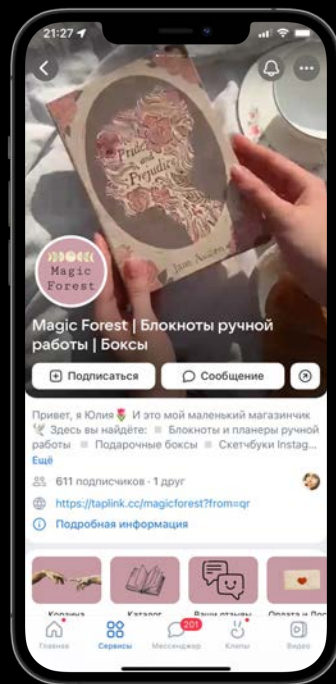 21:27
Pride
and
Prejudice
Jane Austen
Magic
Forest
Magic Forest | Блокноты ручной
работы | Боксы
Подписаться
Сообщение
Привет, я Юлия🌷 И это мой маленький магазинчик
🌿 Здесь вы найдёте: ▫️ Блокноты и планеры ручной
работы ▫️ Подарочные боксы ▫️ Скетчбуки Instag...
Ещё
611 подписчиков · 1 друг
https://taplink.cc/magicforest?from=qr
Подробная информация
Корзина
Каталог
Ваши отзывы
Оплата и Дос
201
Главная
Сервисы
Мессенджер
Клипы
Видео